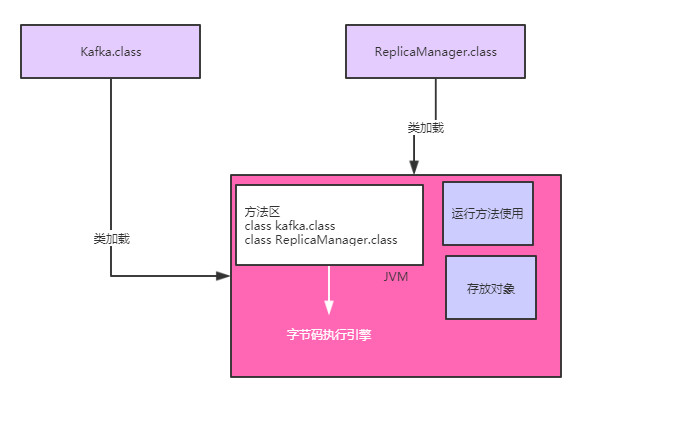 Kafka.class
ReplicaManager.class
类加载
类加载
方法区
class kafka.class
class ReplicaManager.class
运行方法使用
JVM
存放对象
字节码执行引擎